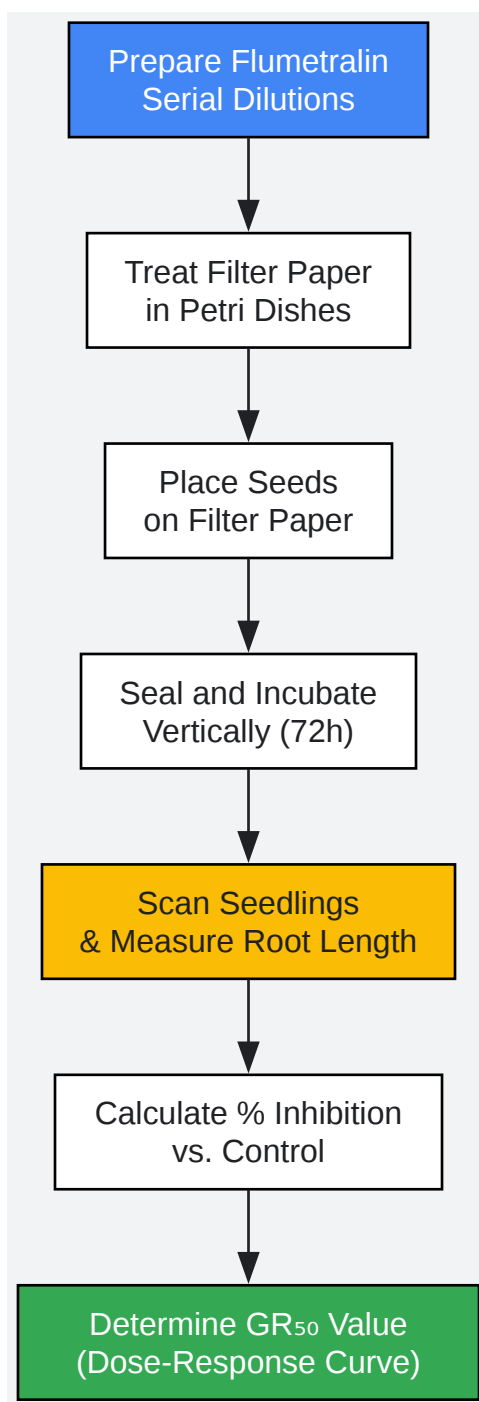 Prepare Flumetralin
Serial Dilutions
Treat Filter Paper
in Petri Dishes
Place Seeds
on Filter Paper
Seal and Incubate
Vertically (72h)
Scan Seedlings
& Measure Root Length
Calculate % Inhibition
vs. Control
Determine GR₅₀ Value
(Dose-Response Curve)